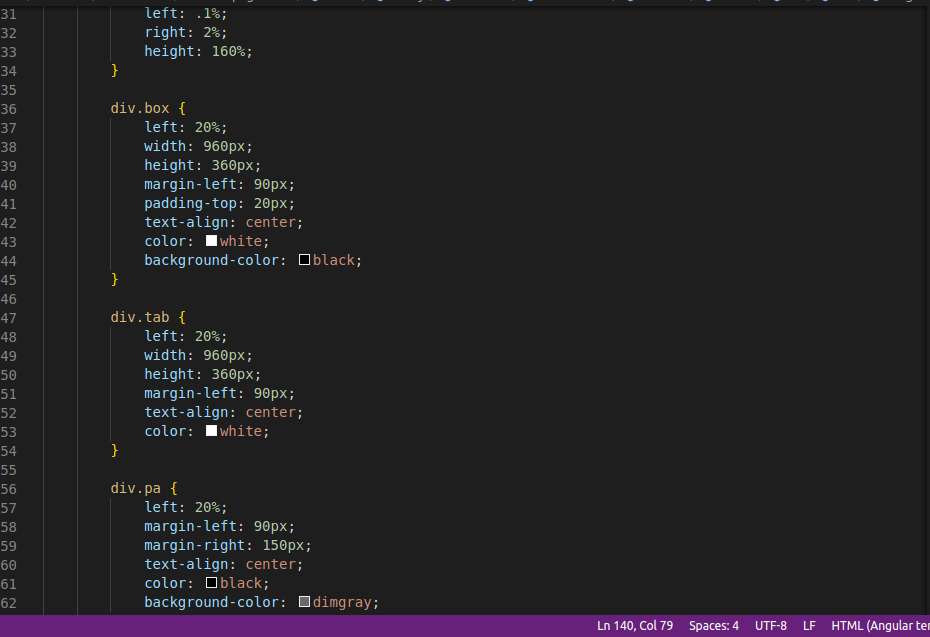 31 left: .1%;
32 right: 2%;
33 height: 160%;
34 }
35
36 div.box {
37 left: 20%;
38 width: 960px;
39 height: 360px;
40 margin-left: 90px;
41 padding-top: 20px;
42 text-align: center;
43 color: white;
44 background-color: black;
45 }
46
47 div.tab {
48 left: 20%;
49 width: 960px;
50 height: 360px;
51 margin-left: 90px;
52 text-align: center;
53 color: white;
54 }
55
56 div.pa {
57 left: 20%;
58 margin-left: 90px;
59 margin-right: 150px;
60 text-align: center;
61 color: black;
62 background-color: dimgray;
Ln 140, Col 79 Spaces: 4 UTF-8 LF HTML (Angular ter